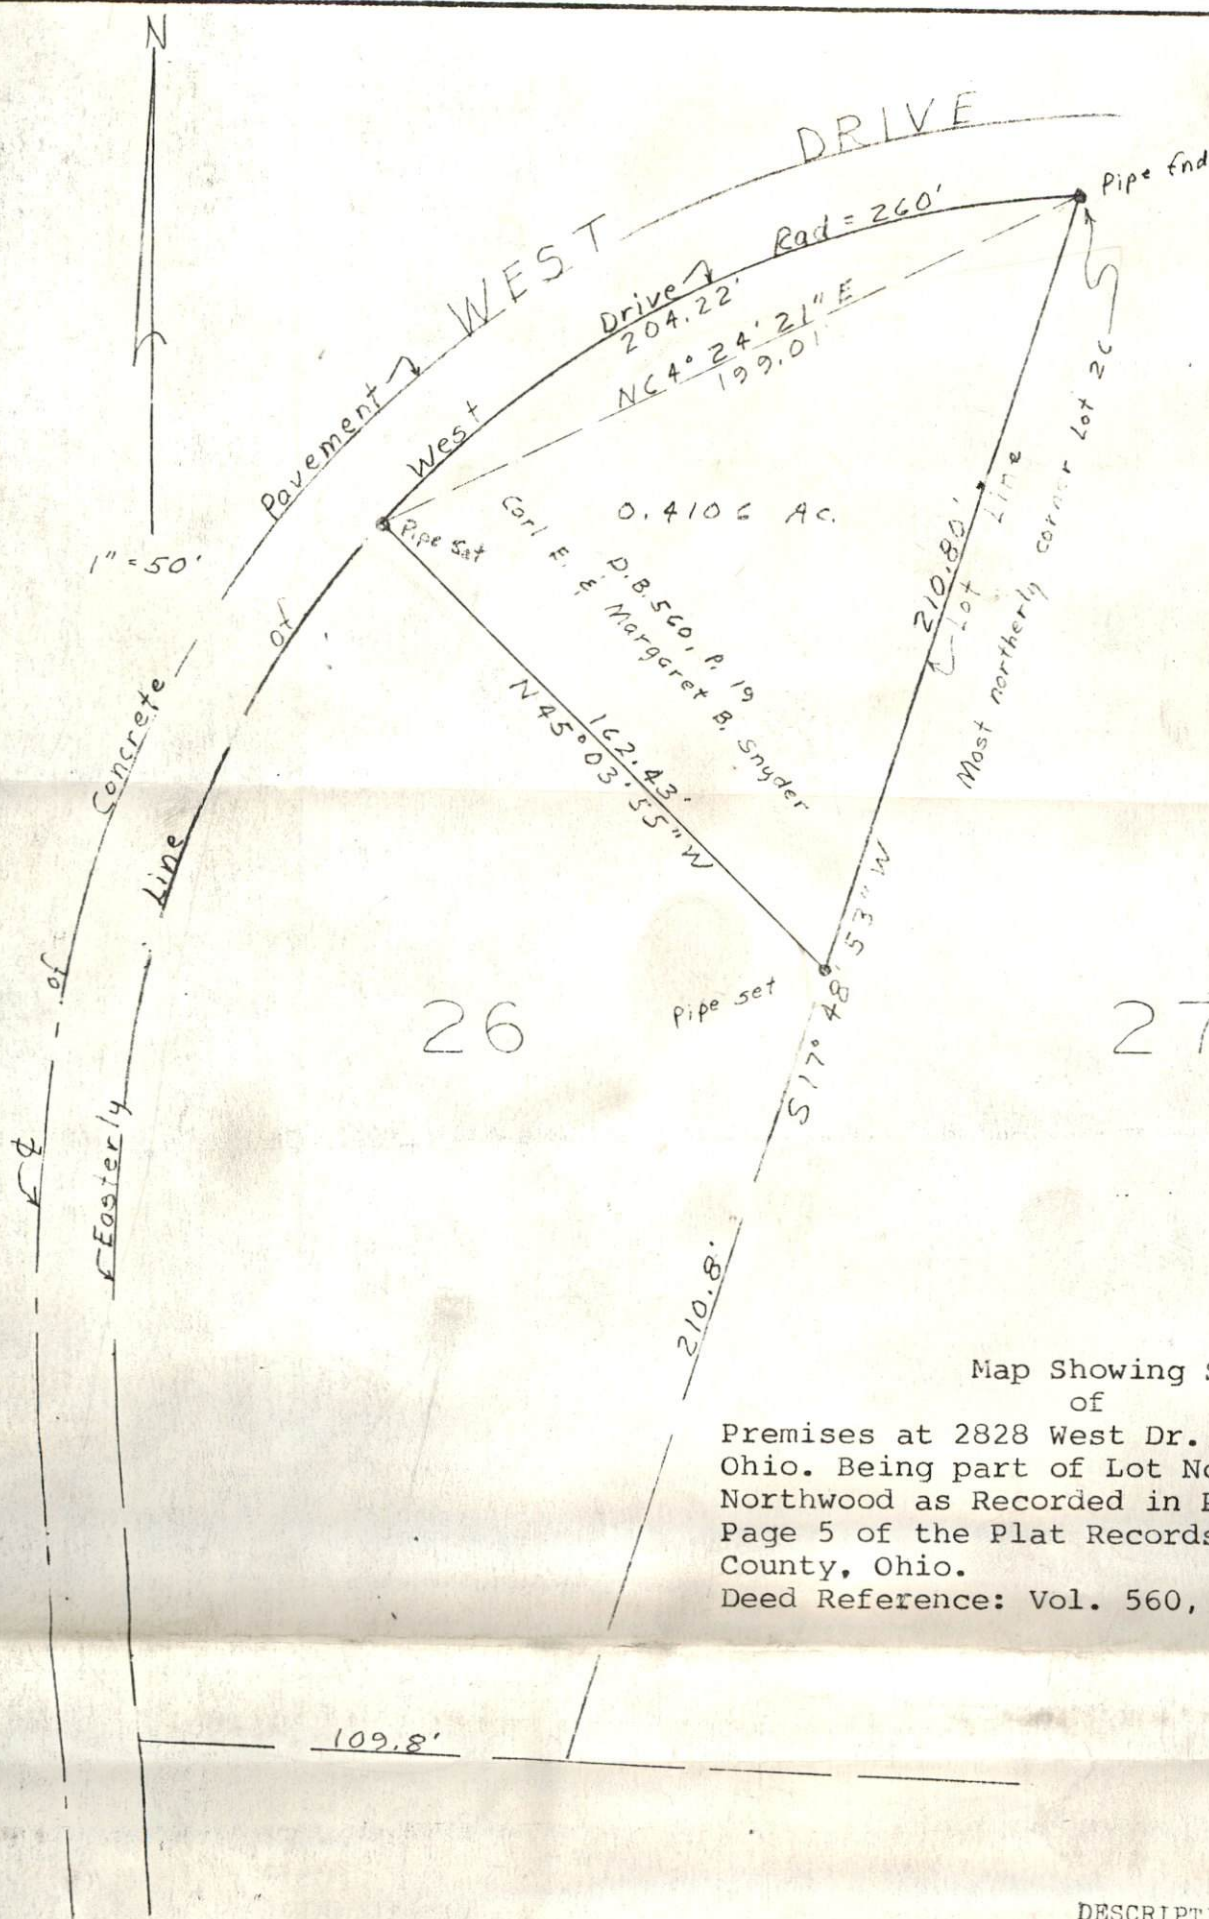 N
1" = 50'
WEST DRIVE
Pipe fnd
Rad = 260'
West Drive
204.22'
N64° 24' 21" E
199.01'
Pavement
Pipe set
0.4106 Ac.
Carl E. & Margaret B. Snyder
D.B. 560, P. 19
162.43'
N 45° 03' 55" W
210.80'
Lot Line
Most northerly corner Lot 26
of
Concrete
Line
of
Easterly
℄
26
27
Pipe set
S 17° 48' 53" W
210.8'
109.8'
Map Showing
of
Premises at 2828 West Dr.
Ohio. Being part of Lot No
Northwood as Recorded in
Page 5 of the Plat Records
County, Ohio.
Deed Reference: Vol. 560,
DESCRIPT